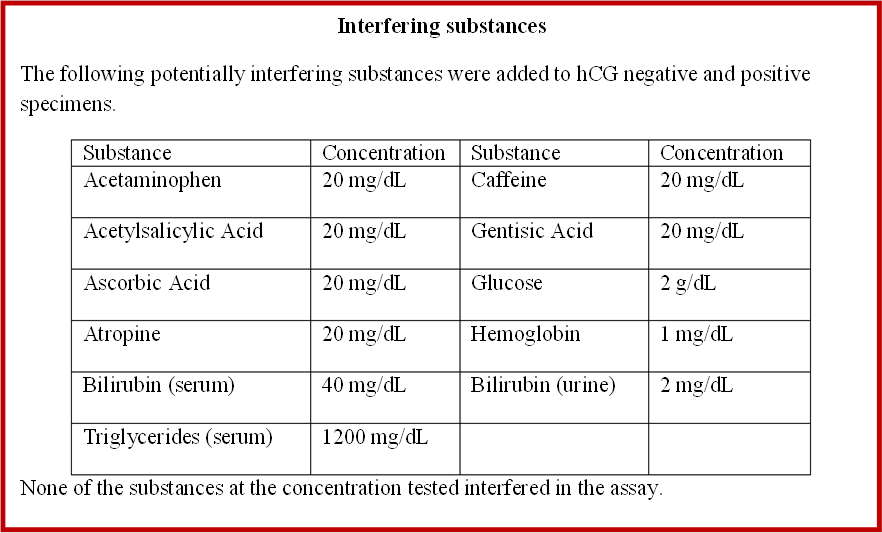 Interfering substances
The following potentially interfering substances were added to hCG negative and positive
specimens.
Substance Concentration Substance Concentration
Acetaminophen 20 mg/dL Caffeine 20 mg/dL
Acetylsalicylic Acid 20 mg/dL Gentisic Acid 20 mg/dL
Ascorbic Acid 20 mg/dL Glucose 2 g/dL
Atropine 20 mg/dL Hemoglobin 1 mg/dL
Bilirubin (serum) 40 mg/dL Bilirubin (urine) 2 mg/dL
Triglycerides (serum) 1200 mg/dL
None of the substances at the concentration tested interfered in the assay.